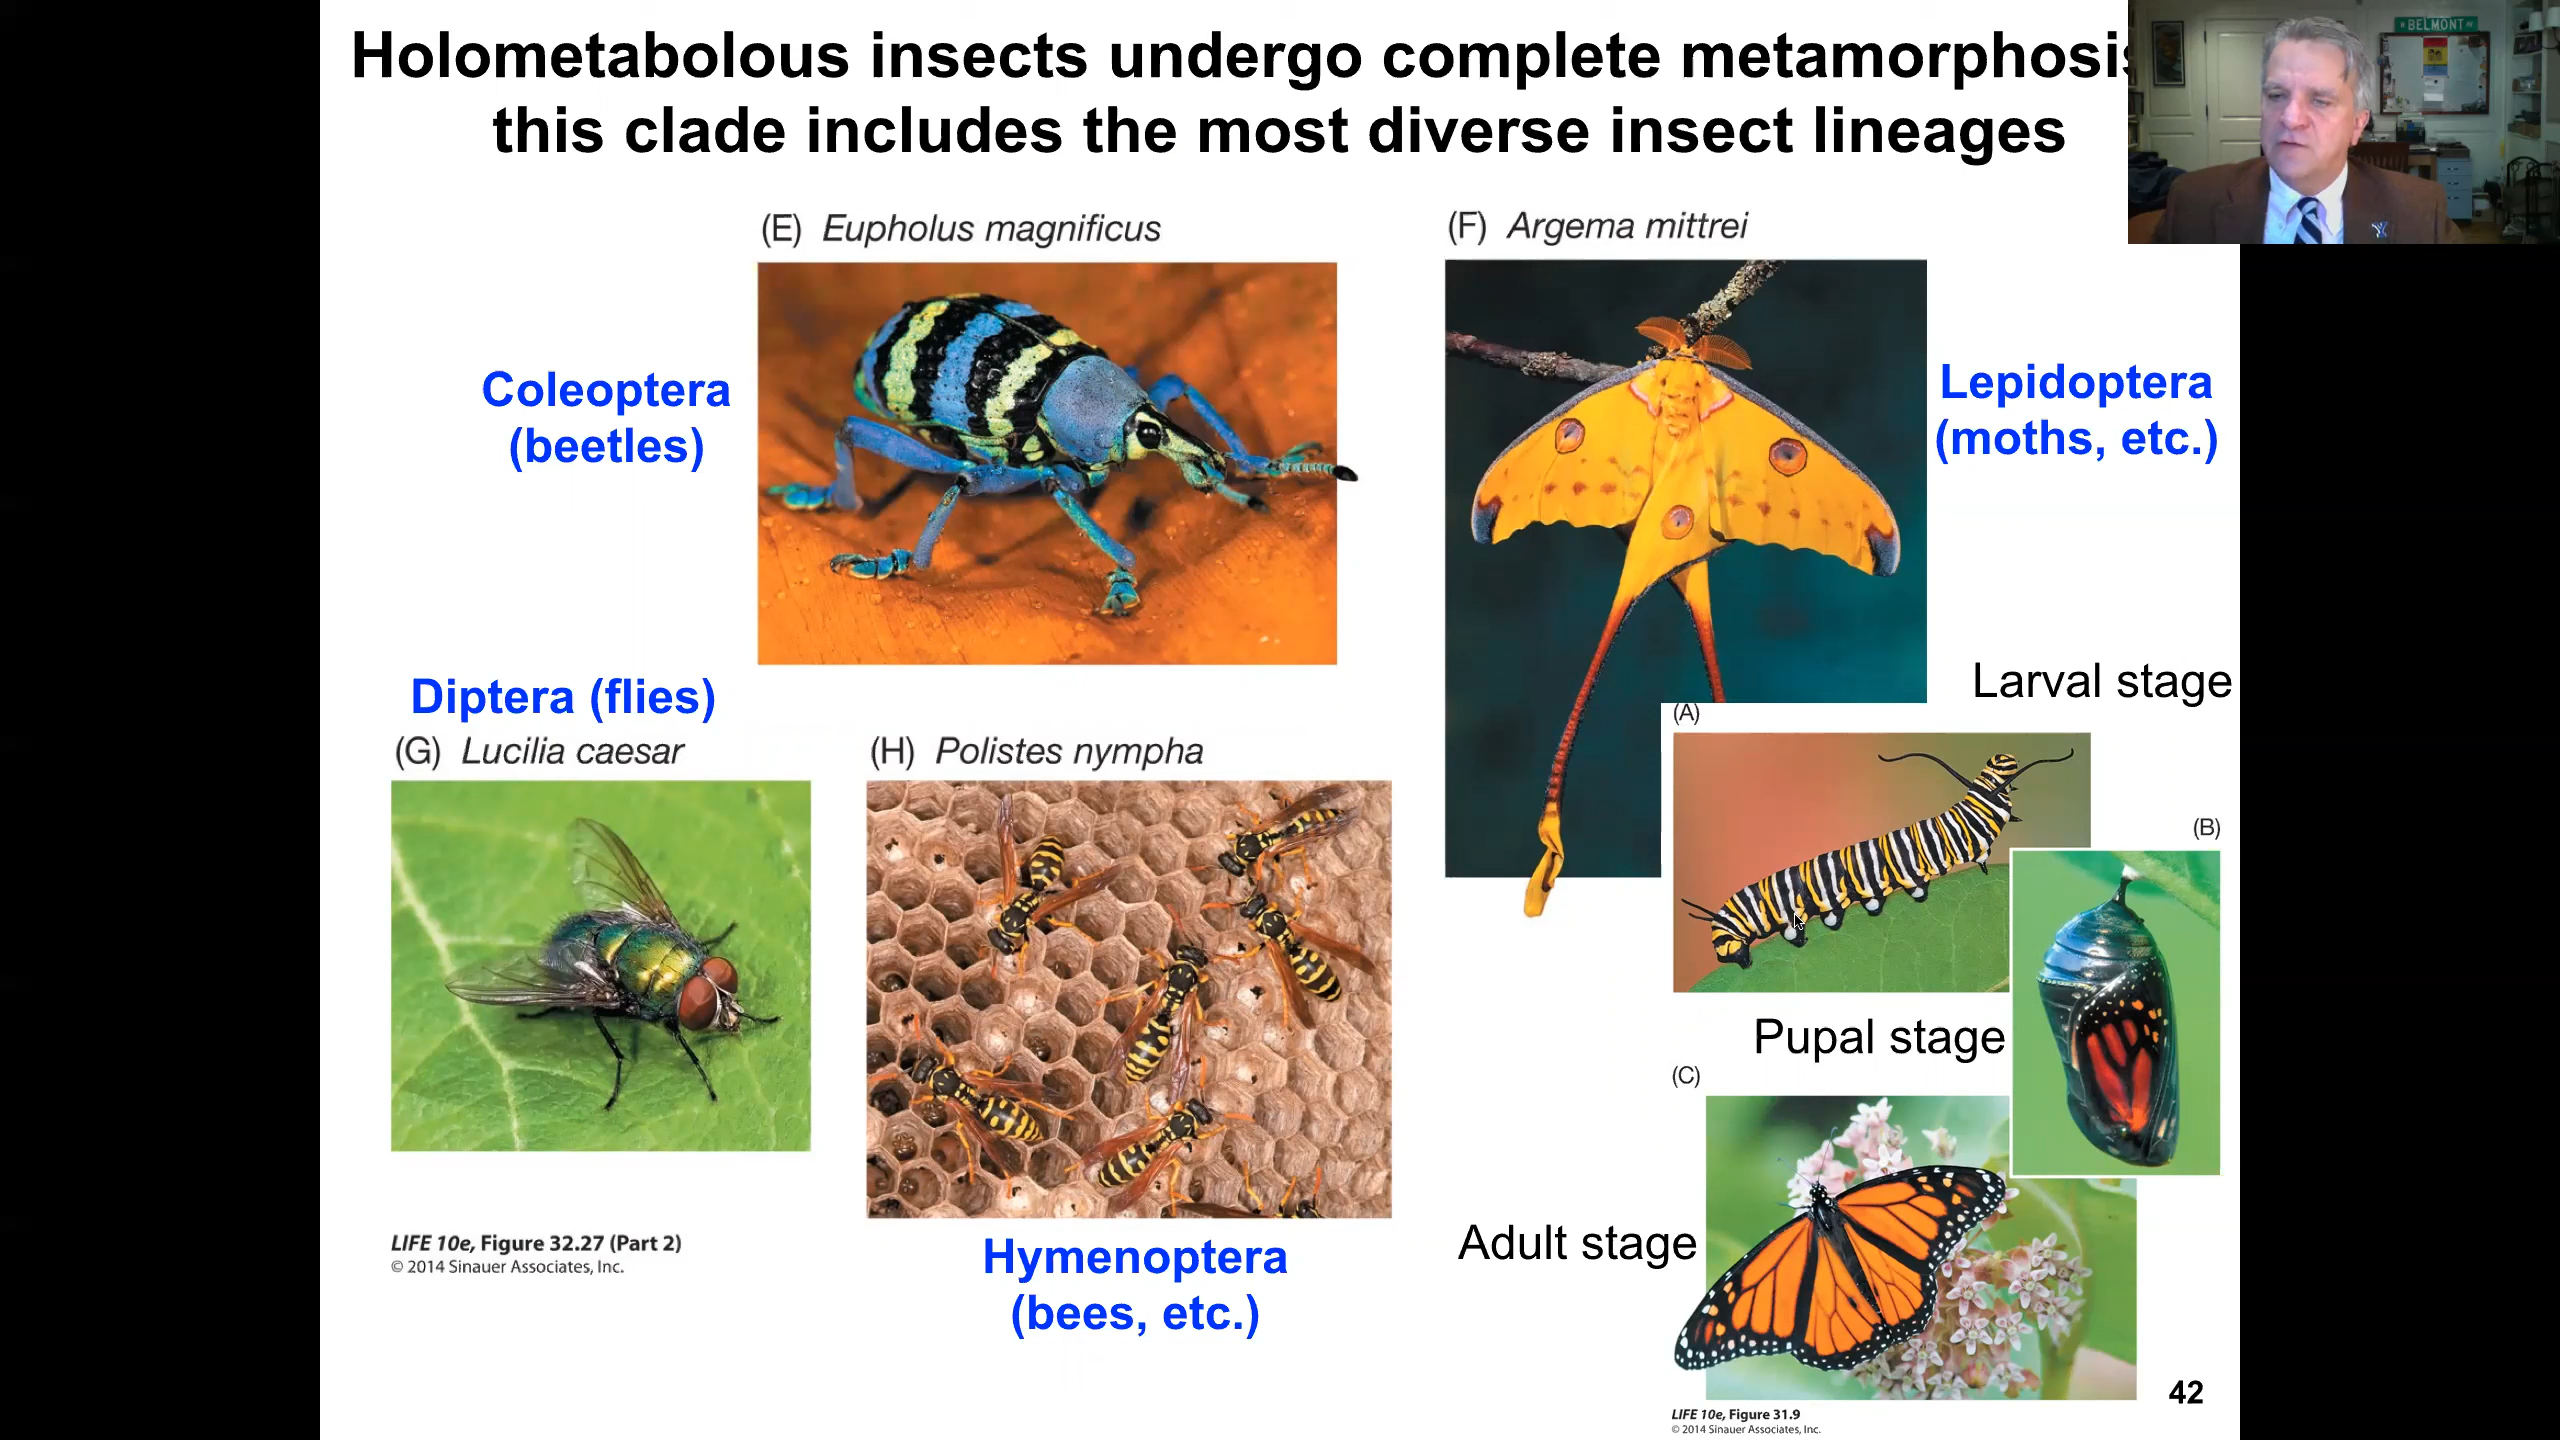 Holometabolous insects undergo complete metamorphosis
this clade includes the most diverse insect lineages
N BELMONT AV
(E) Eupholus magnificus
(F) Argema mittrei
Coleoptera
(beetles)
Lepidoptera
(moths, etc.)
Larval stage
Diptera (flies)
(G) Lucilia caesar
(H) Polistes nympha
(A)
(B)
Pupal stage
(C)
Adult stage
LIFE 10e, Figure 32.27 (Part 2)
© 2014 Sinauer Associates, Inc.
Hymenoptera
(bees, etc.)
42
LIFE 10e, Figure 31.9
© 2014 Sinauer Associates, Inc.